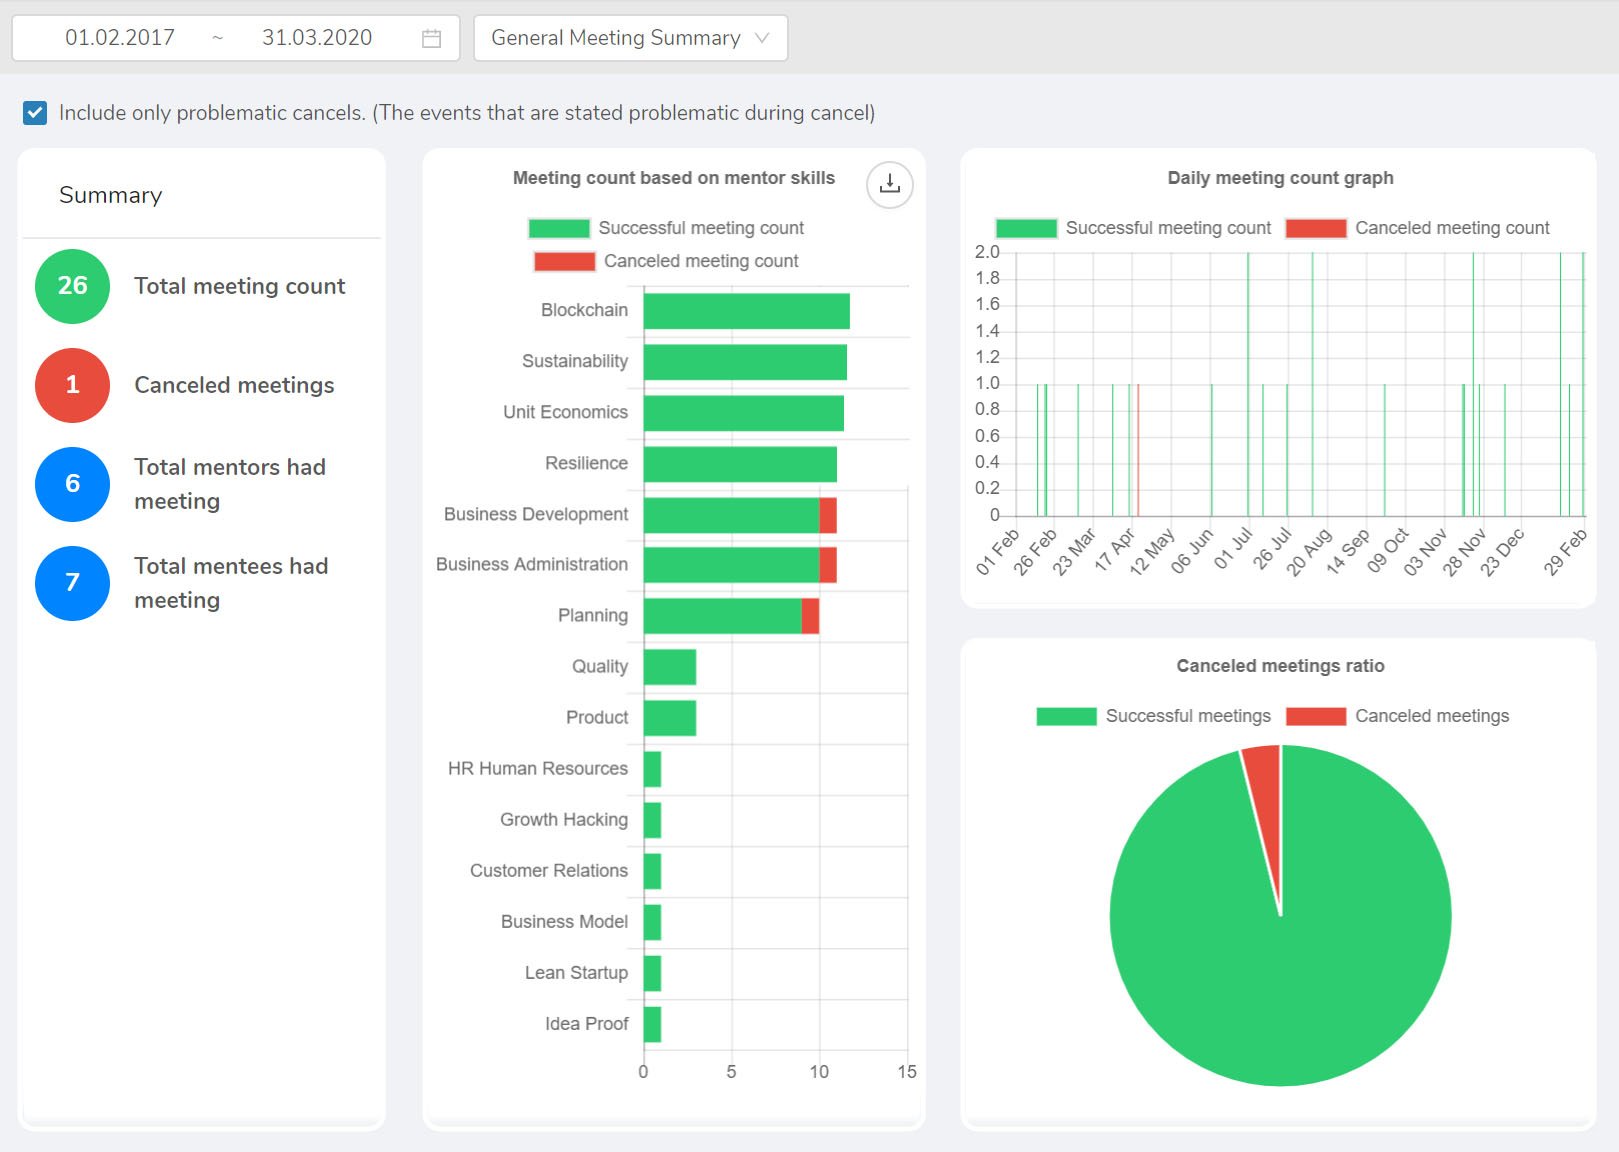 01.02.2017 ~ 31.03.2020
General Meeting Summary
Include only problematic cancels. (The events that are stated problematic during cancel)
Summary
26
Total meeting count
1
Canceled meetings
6
Total mentors had
meeting
7
Total mentees had
meeting
Meeting count based on mentor skills
Successful meeting count
Canceled meeting count
Blockchain
Sustainability
Unit Economics
Resilience
Business Development
Business Administration
Planning
Quality
Product
HR Human Resources
Growth Hacking
Customer Relations
Business Model
Lean Startup
Idea Proof
0 5 10 15
Daily meeting count graph
Successful meeting count Canceled meeting count
2.0
1.8
1.6
1.4
1.2
1.0
0.8
0.6
0.4
0.2
0
01 Feb 26 Feb 23 Mar 17 Apr 12 May 06 Jun 01 Jul 26 Jul 20 Aug 14 Sep 09 Oct 03 Nov 28 Nov 23 Dec 29 Feb
Canceled meetings ratio
Successful meetings Canceled meetings